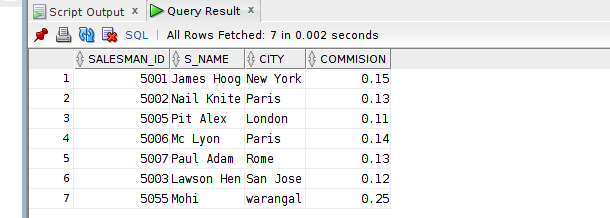 Script Output x Query Result x
SQL | All Rows Fetched: 7 in 0.002 seconds
SALESMAN_ID S_NAME CITY COMMISION
1 5001 James Hoog New York 0.15
2 5002 Nail Knite Paris 0.13
3 5005 Pit Alex London 0.11
4 5006 Mc Lyon Paris 0.14
5 5007 Paul Adam Rome 0.13
6 5003 Lawson Hen San Jose 0.12
7 5055 Mohi warangal 0.25